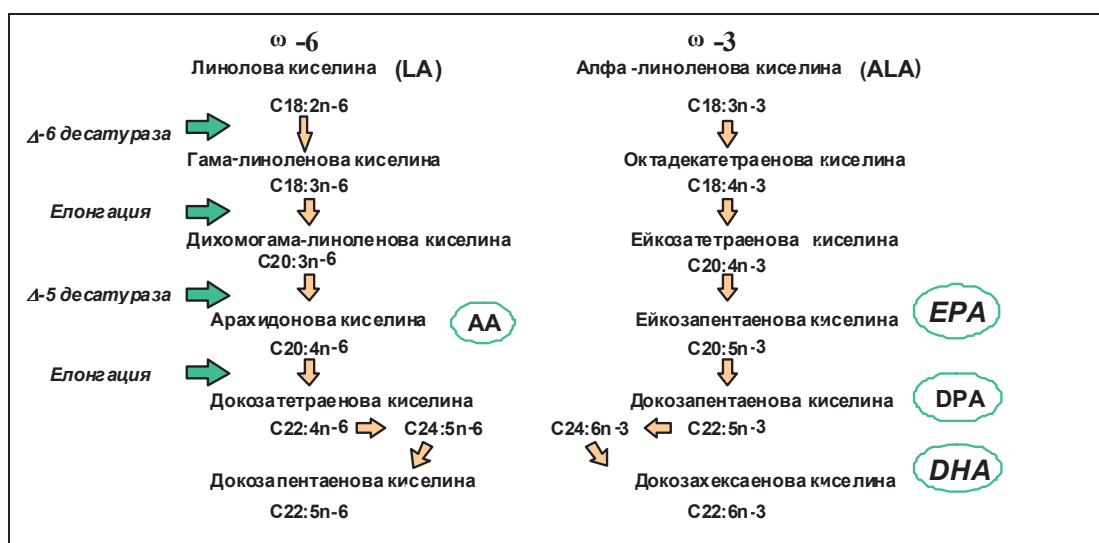 ω -6 ω -3
Линолова киселина (LA) Алфа -линоленова киселина (ALA)
C18:2n-6 C18:3n-3
Δ-6 десатураза
Гама-линоленова киселина Октадекатетраенова киселина
C18:3n-6 C18:4n-3
Елонгация
Дихомогама-линоленова киселина Ейкозатетраенова киселина
C20:3n-6 C20:4n-3
Δ-5 десатураза
Арахидонова киселина AA Ейкозапентаенова киселина EPA
C20:4n-6 C20:5n-3
Елонгация
Докозатетраенова киселина Докозапентаенова киселина DPA
C22:4n-6 C24:5n-6 C24:6n-3 C22:5n-3
Докозапентаенова киселина Докозахексаенова киселина DHA
C22:5n-6 C22:6n-3